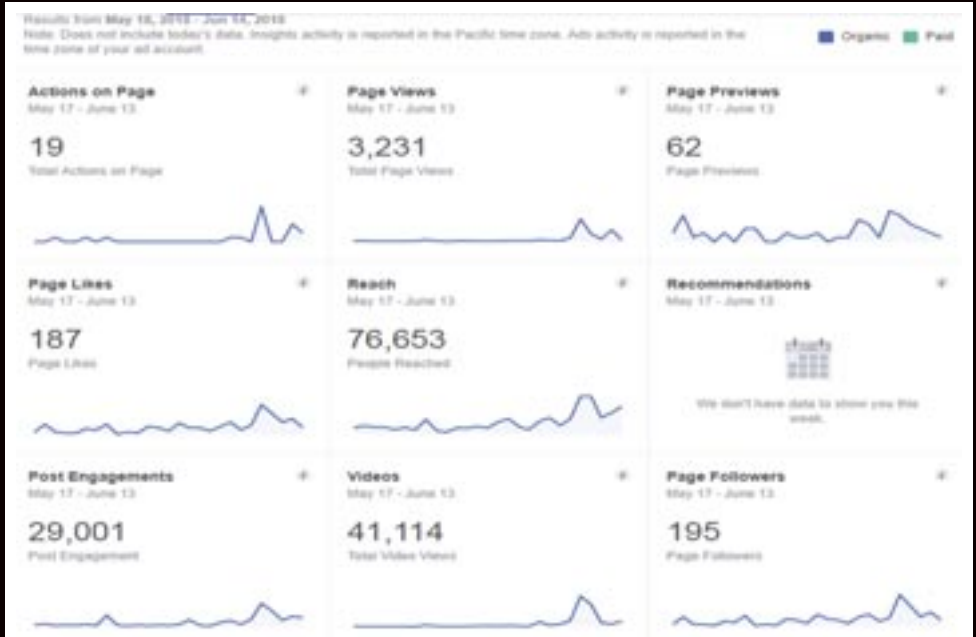 Results from May 18, 2018 - Jun 14, 2018
Note: Does not include today's data. Insights activity is reported in the Pacific time zone. Ads activity is reported in the
time zone of your ad account.
Organic Paid
Actions on Page
May 17 - June 13
19
Total Actions on Page
Page Views
May 17 - June 13
3,231
Total Page Views
Page Previews
May 17 - June 13
62
Page Previews
Page Likes
May 17 - June 13
187
Page Likes
Reach
May 17 - June 13
76,653
People Reached
Recommendations
May 17 - June 13
We don't have data to show you this
week.
Post Engagements
May 17 - June 13
29,001
Post Engagement
Videos
May 17 - June 13
41,114
Total Video Views
Page Followers
May 17 - June 13
195
Page Followers